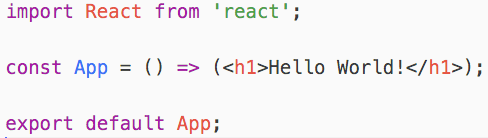 import React from 'react';
const App = () => (<h1>Hello World!</h1>);
export default App;